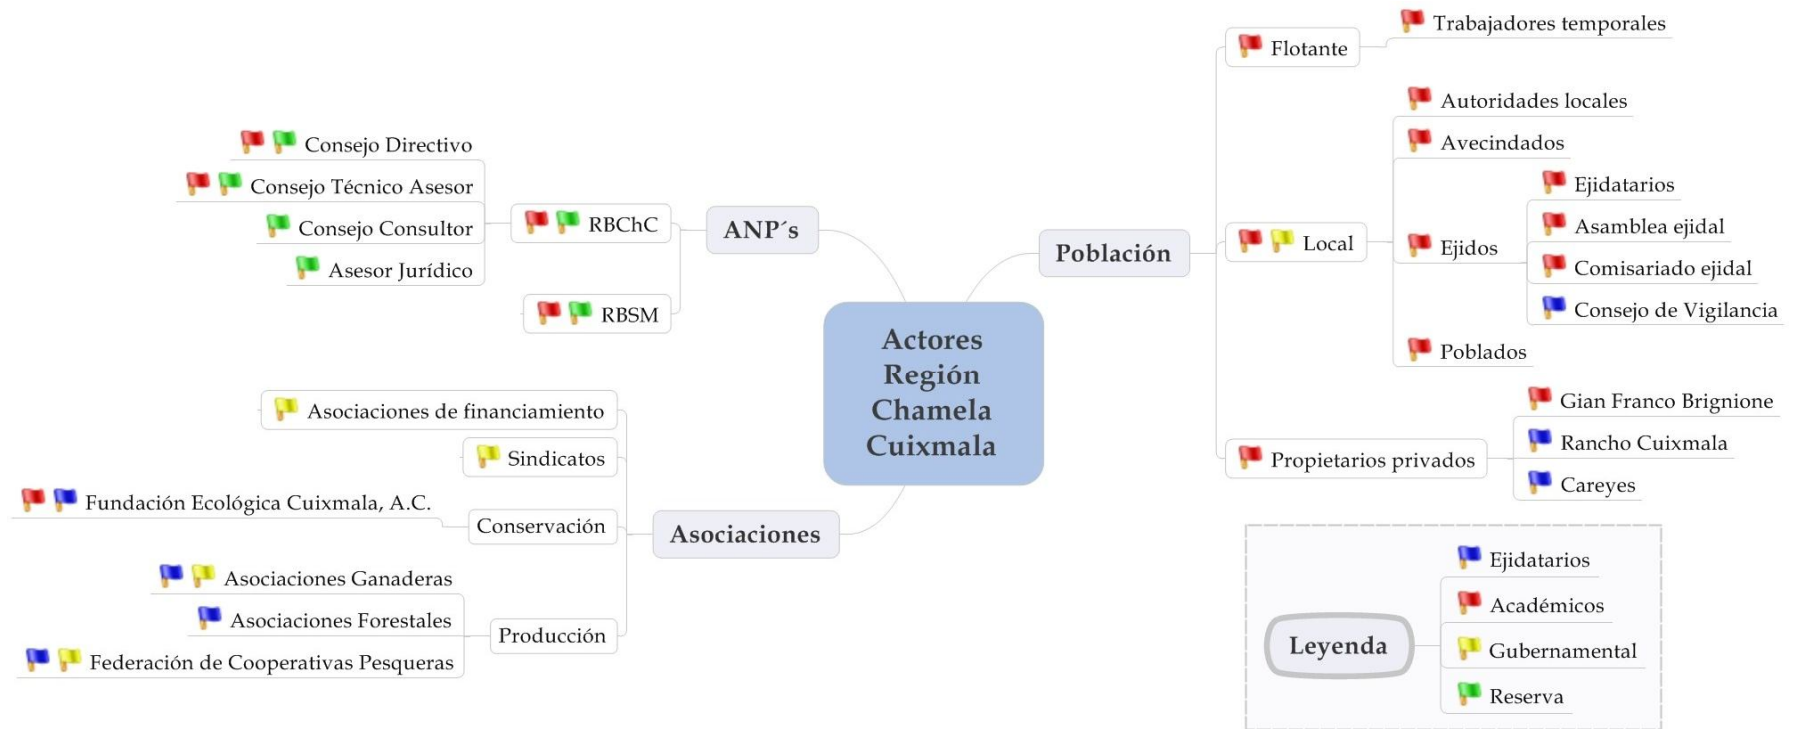 Actores
Región
Chamela
Cuixmala
ANP´s
RBChC
Consejo Directivo
Consejo Técnico Asesor
Consejo Consultor
Asesor Jurídico
RBSM
Asociaciones
Asociaciones de financiamiento
Sindicatos
Conservación
Fundación Ecológica Cuixmala, A.C.
Producción
Asociaciones Ganaderas
Asociaciones Forestales
Federación de Cooperativas Pesqueras
Población
Flotante
Trabajadores temporales
Local
Autoridades locales
Avecindados
Ejidos
Ejidatarios
Asamblea ejidal
Comisariado ejidal
Consejo de Vigilancia
Poblados
Propietarios privados
Gian Franco Brignione
Rancho Cuixmala
Careyes
Leyenda
Ejidatarios
Académicos
Gubernamental
Reserva